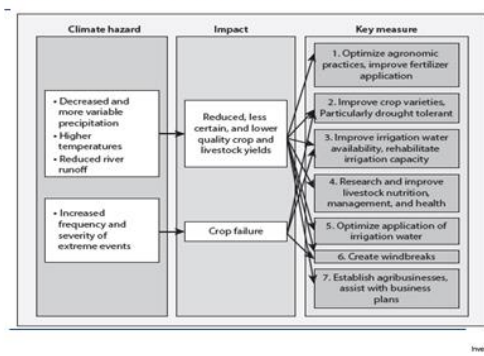 Climate hazard
Impact
Key measure
• Decreased and
more variable
precipitation
• Higher
temperatures
• Reduced river
runoff
• Increased
frequency and
severity of
extreme events
Reduced, less
certain, and lower
quality crop and
livestock yields
Crop failure
1. Optimize agronomic
practices, improve fertilizer
application
2. Improve crop varieties,
Particularly drought tolerant
3. Improve irrigation water
availability, rehabilitate
irrigation capacity
4. Research and improve
livestock nutrition,
management, and health
5. Optimize application of
irrigation water
6. Create windbreaks
7. Establish agribusinesses,
assist with business
plans
Inve